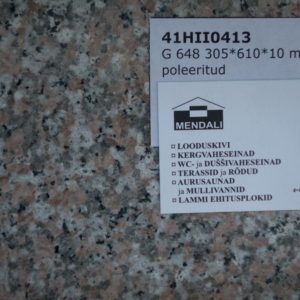 41HII0413
G 648 305*610*10 m
poleeritud
MENDALI
¤ LOODUSKIVI
¤ KERGVAHESEINAD
¤ WC- ja DUŠŠIVAHESEINAD
¤ TERASSID ja RÕDUD
¤ AURUSAUNAD
ja MULLIVANNID
¤ LAMMI EHITUSPLOKID